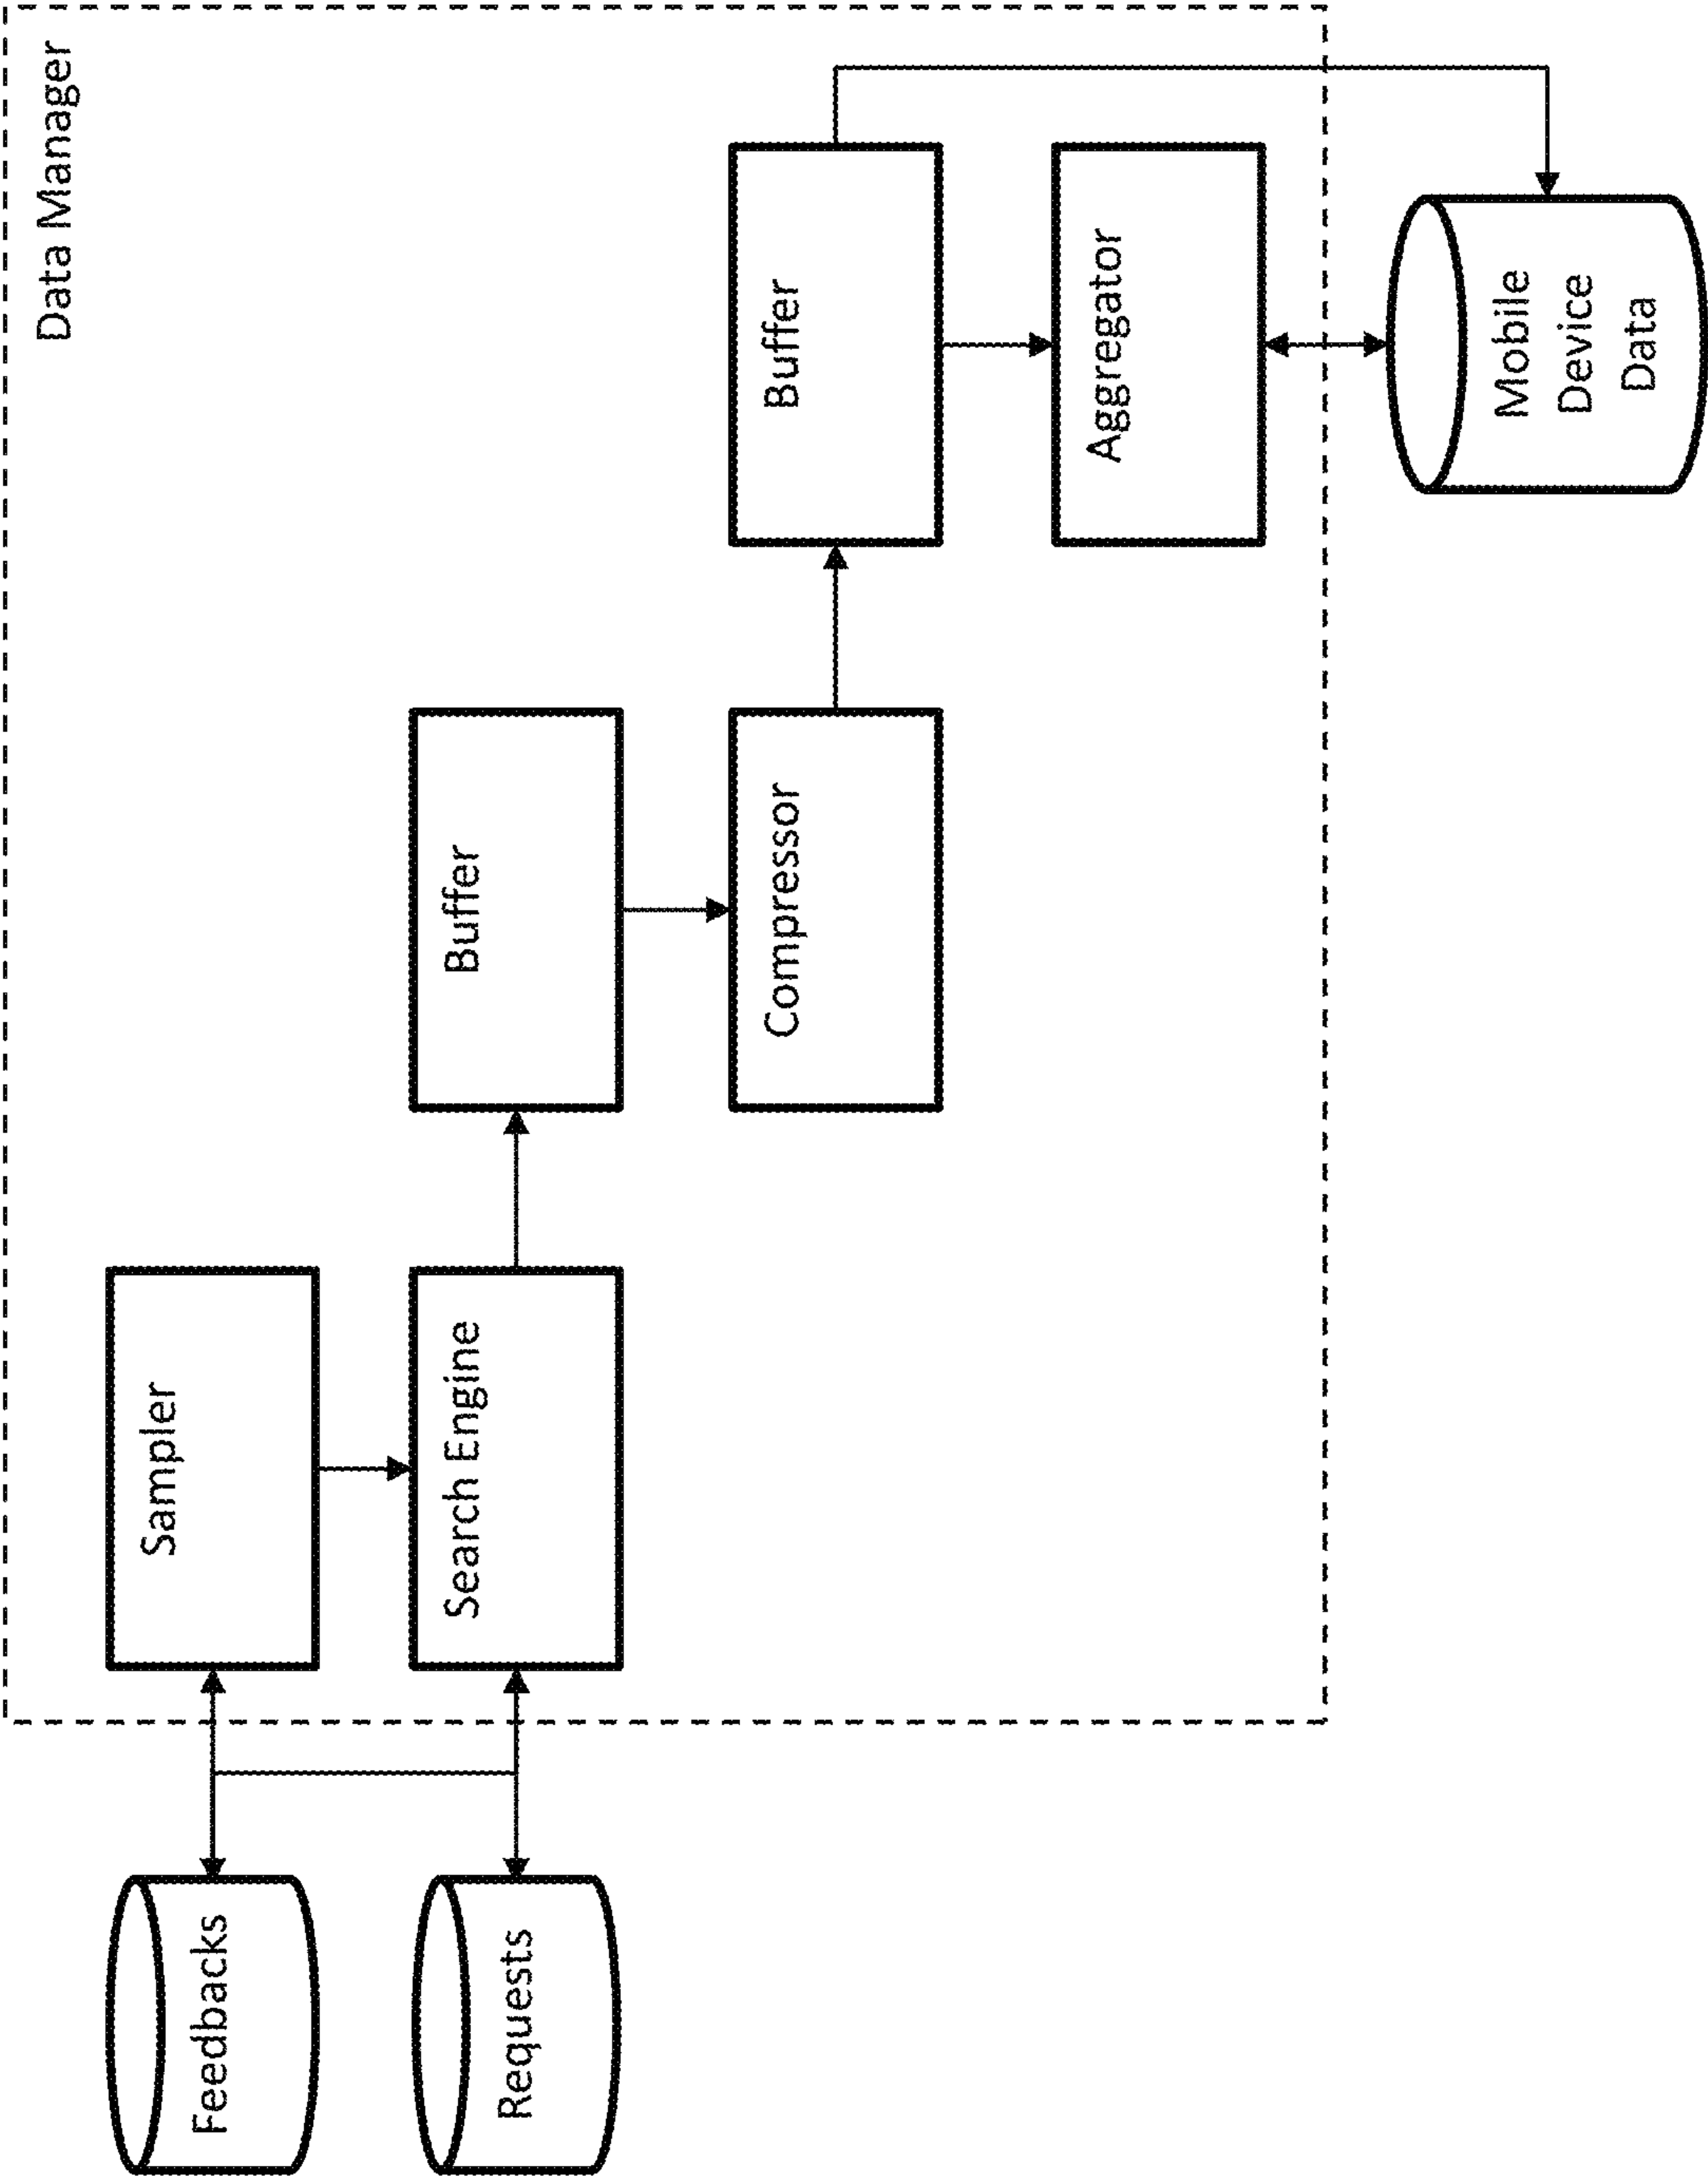 Data Manager
Feedbacks
Sampler
Requests
Search Engine
Buffer
Compressor
Buffer
Aggregator
Mobile
Device
Data